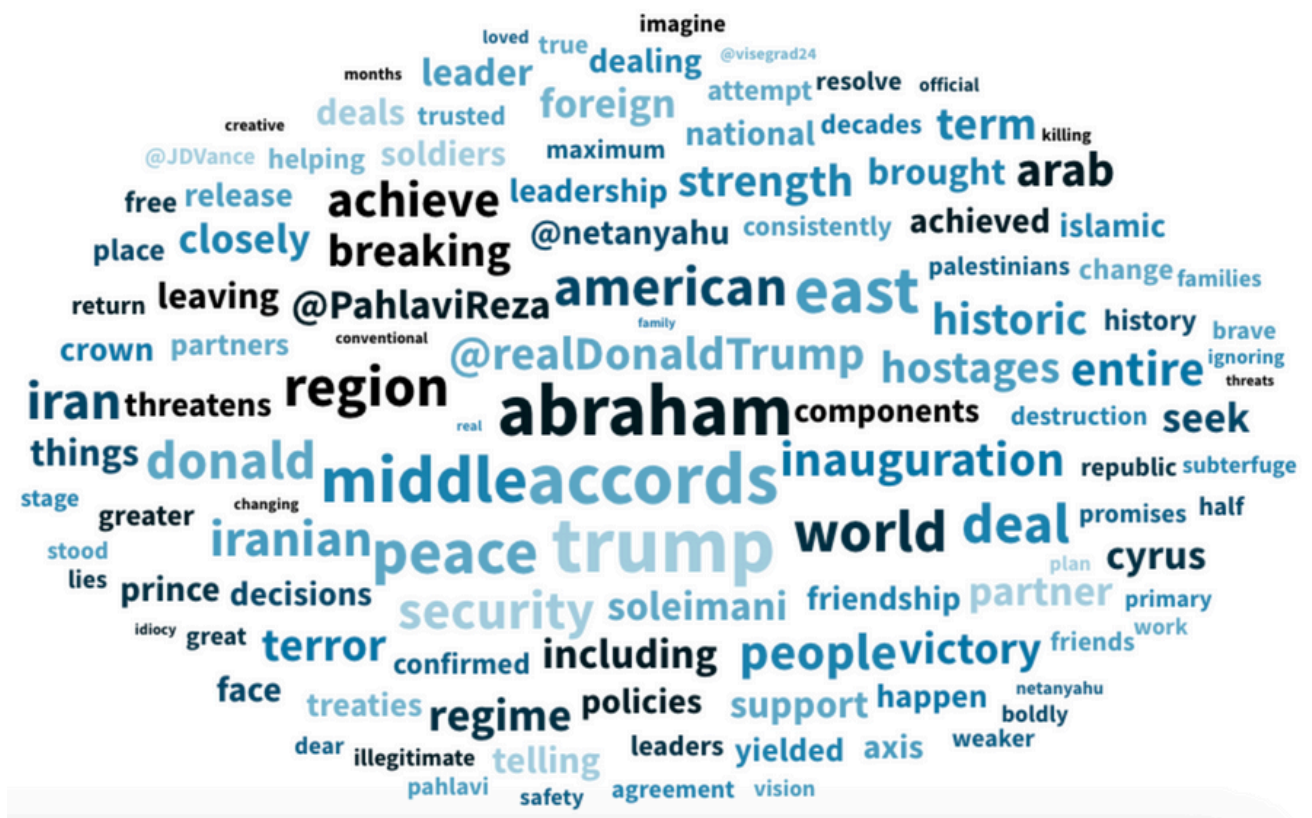 imagine
loved true dealing @visegrad24
months leader attempt resolve official
deals trusted foreign
creative national decades term killing
@JDVance helping soldiers maximum
free release achieve leadership strength brought arab
place closely breaking @netanyahu consistently achieved islamic
return leaving @PahlaviReza american east palestinians change families
family historic history brave
crown partners conventional @realDonaldTrump hostages entire ignoring
threats
iran threatens region real abraham components destruction seek
things donald middle accords inauguration republic subterfuge
stage greater changing promises half
stood iranian peace trump world deal plan cyrus
lies prince decisions security soleimani friendship partner primary
idiocy great terror confirmed including people victory friends work
face treaties regime policies support happen netanyahu
boldly
dear illegitimate telling leaders yielded axis weaker
pahlavi safety agreement vision